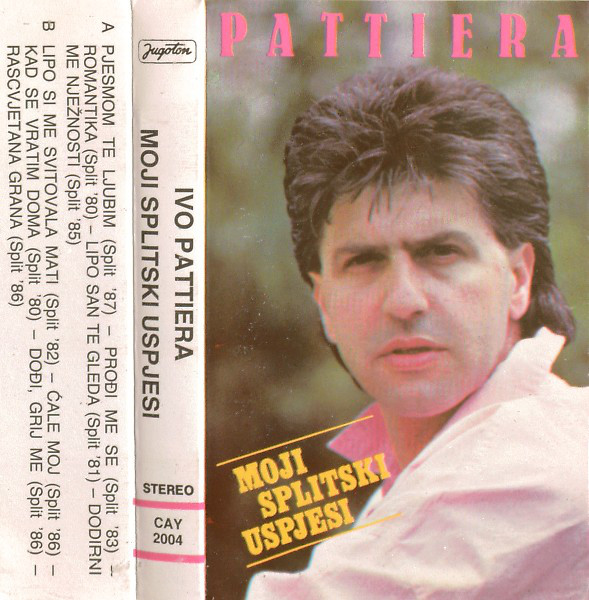 A PJESMOM TE LJUBIM (Split '87) – PROĐI ME SE (Split '83) –
ROMANTIKA (Split '80) – LIPO SAN TE GLEDA (Split '81) – DODIRNI
ME NJEŽNOSTI (Split '85)
B LIPO SI ME SVITOVALA MATI (Split '82) – ĆALE MOJ (Split '86) –
KAD SE VRATIM DOMA (Split '80) – DOĐI, GRIJ ME (Split '86) –
RASCVJETANA GRANA (Split '86)
Jugoton
IVO PATTIERA
MOJI SPLITSKI USPJESI
STEREO
CAY
2004
PATTIERA
MOJI
SPLITSKI
USPJESI